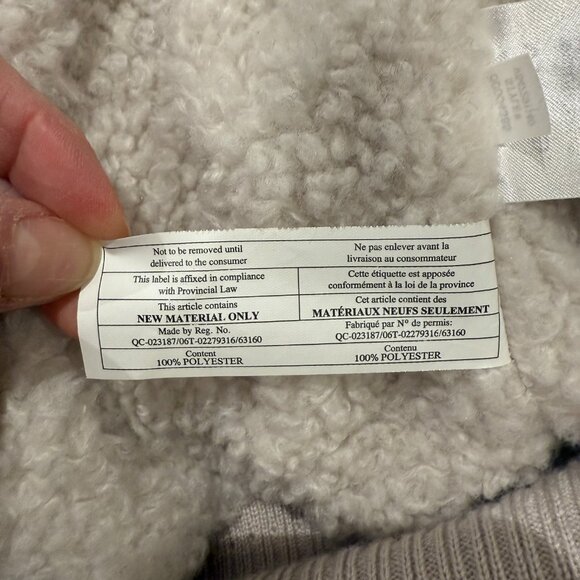 Not to be removed until
delivered to the consumer
This label is affixed in compliance
with Provincial Law
This article contains
NEW MATERIAL ONLY
Made by Reg. No.
QC-023187/06T-02279316/63160
Content
100% POLYESTER
Ne pas enlever avant la
livraison au consommateur
Cette étiquette est apposée
conformément à la loi de la province
Cet article contient des
MATÉRIAUX NEUFS SEULEMENT
Fabriqué par Nº de permis:
QC-023187/06T-02279316/63160
Contenu
100% POLYESTER